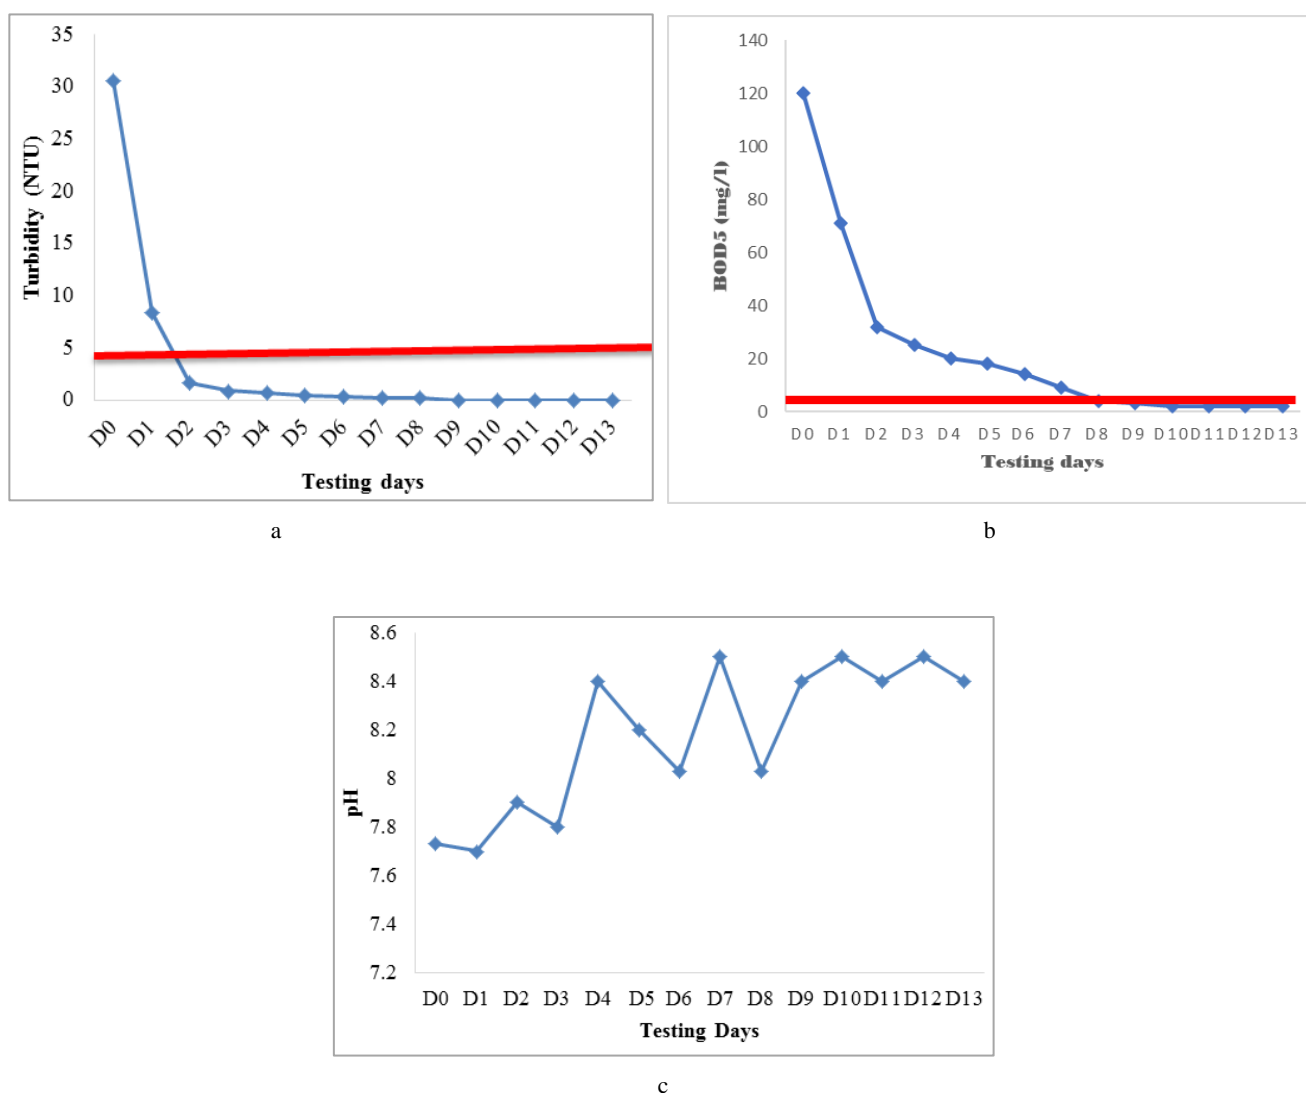 35
30
25
20
15
10
5
0
Turbidity (NTU)
D0 D1 D2 D3 D4 D5 D6 D7 D8 D9 D10 D11 D12 D13
Testing days
a
140
120
100
80
60
40
20
0
BOD5 (mg/l)
D0 D1 D2 D3 D4 D5 D6 D7 D8 D9 D10 D11 D12 D13
Testing days
b
8.6
8.4
8.2
8
7.8
7.6
7.4
7.2
pH
D0 D1 D2 D3 D4 D5 D6 D7 D8 D9 D10 D11 D12 D13
Testing Days
c